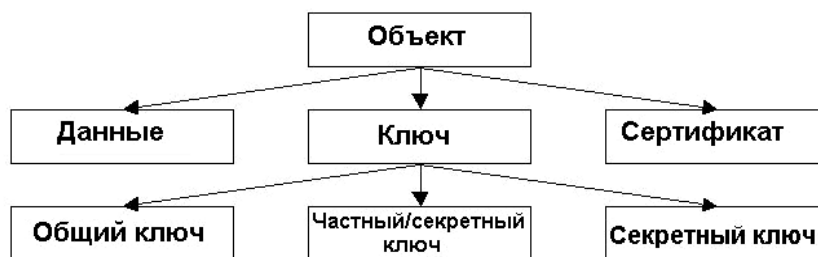 Объект
Данные
Ключ
Сертификат
Общий ключ
Частный/секретный
ключ
Секретный ключ